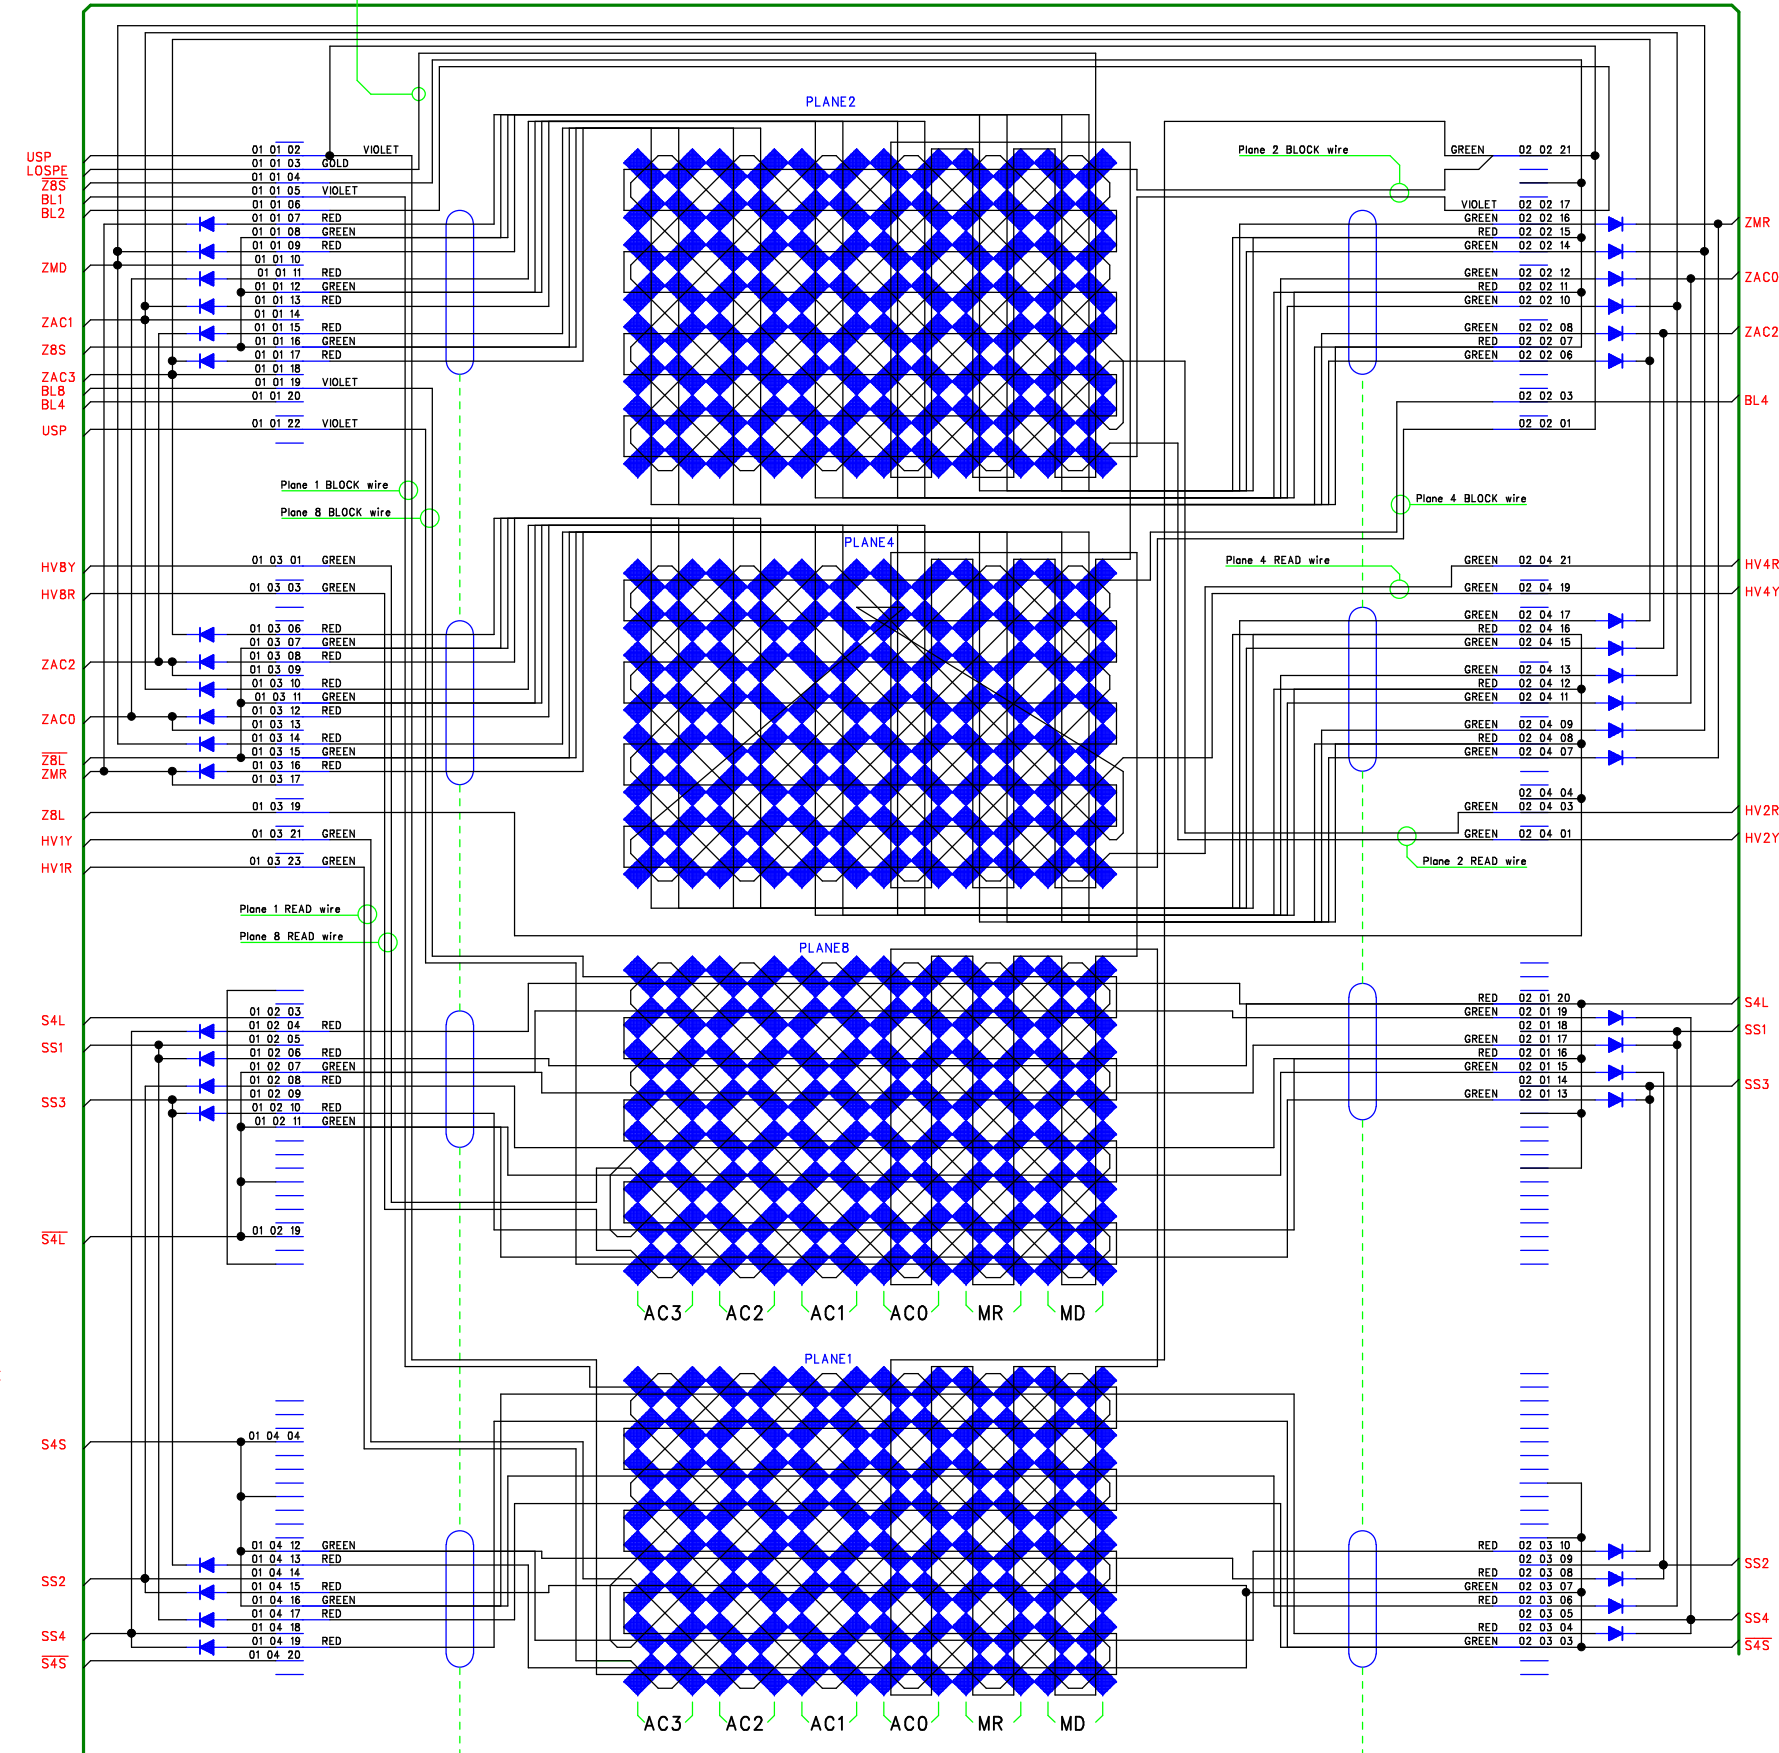 PLANE2
USP 01 01 02 VIOLET
LOSPE 01 01 03 GOLD
Z8S 01 01 04
BL1 01 01 05 VIOLET
BL2 01 01 06
01 01 07 RED
01 01 08 GREEN
01 01 09 RED
ZMD 01 01 10
01 01 11 RED
01 01 12 GREEN
01 01 13 RED
ZAC1 01 01 14
01 01 15 RED
Z8S 01 01 16 GREEN
01 01 17 RED
ZAC3 01 01 18
BL8 01 01 19 VIOLET
BL4 01 01 20
USP 01 01 22 VIOLET
Plane 2 BLOCK wire
GREEN 02 02 21
VIOLET 02 02 17
GREEN 02 02 16 ZMR
RED 02 02 15
GREEN 02 02 14
GREEN 02 02 12 ZAC0
RED 02 02 11
GREEN 02 02 10
GREEN 02 02 08 ZAC2
RED 02 02 07
GREEN 02 02 06
02 02 03 BL4
02 02 01
Plane 1 BLOCK wire
Plane 8 BLOCK wire
Plane 4 BLOCK wire
PLANE4
HV8Y 01 03 01 GREEN
HV8R 01 03 03 GREEN
01 03 06 RED
01 03 07 GREEN
ZAC2 01 03 08 RED
01 03 09
01 03 10 RED
01 03 11 GREEN
ZAC0 01 03 12 RED
01 03 13
01 03 14 RED
Z8L 01 03 15 GREEN
ZMR 01 03 16 RED
01 03 17
Z8L 01 03 19
HV1Y 01 03 21 GREEN
HV1R 01 03 23 GREEN
Plane 4 READ wire
GREEN 02 04 21 HV4R
GREEN 02 04 19 HV4Y
GREEN 02 04 17
RED 02 04 16
GREEN 02 04 15
GREEN 02 04 13
RED 02 04 12
GREEN 02 04 11
GREEN 02 04 09
RED 02 04 08
GREEN 02 04 07
02 04 04
GREEN 02 04 03 HV2R
GREEN 02 04 01 HV2Y
Plane 2 READ wire
Plane 1 READ wire
Plane 8 READ wire
PLANE8
S4L 01 02 03
01 02 04 RED
SS1 01 02 05
01 02 06 RED
01 02 07 GREEN
01 02 08 RED
SS3 01 02 09
01 02 10 RED
01 02 11 GREEN
S4L 01 02 19
RED 02 01 20 S4L
GREEN 02 01 19
02 01 18 SS1
GREEN 02 01 17
RED 02 01 16
GREEN 02 01 15
02 01 14 SS3
GREEN 02 01 13
AC3 AC2 AC1 AC0 MR MD
PLANE1
S4S 01 04 04
01 04 12 GREEN
01 04 13 RED
SS2 01 04 14
01 04 15 RED
01 04 16 GREEN
01 04 17 RED
SS4 01 04 18
01 04 19 RED
S4S 01 04 20
RED 02 03 10
02 03 09 SS2
RED 02 03 08
GREEN 02 03 07
RED 02 03 06
02 03 05 SS4
RED 02 03 04
GREEN 02 03 03 S4S
AC3 AC2 AC1 AC0 MR MD